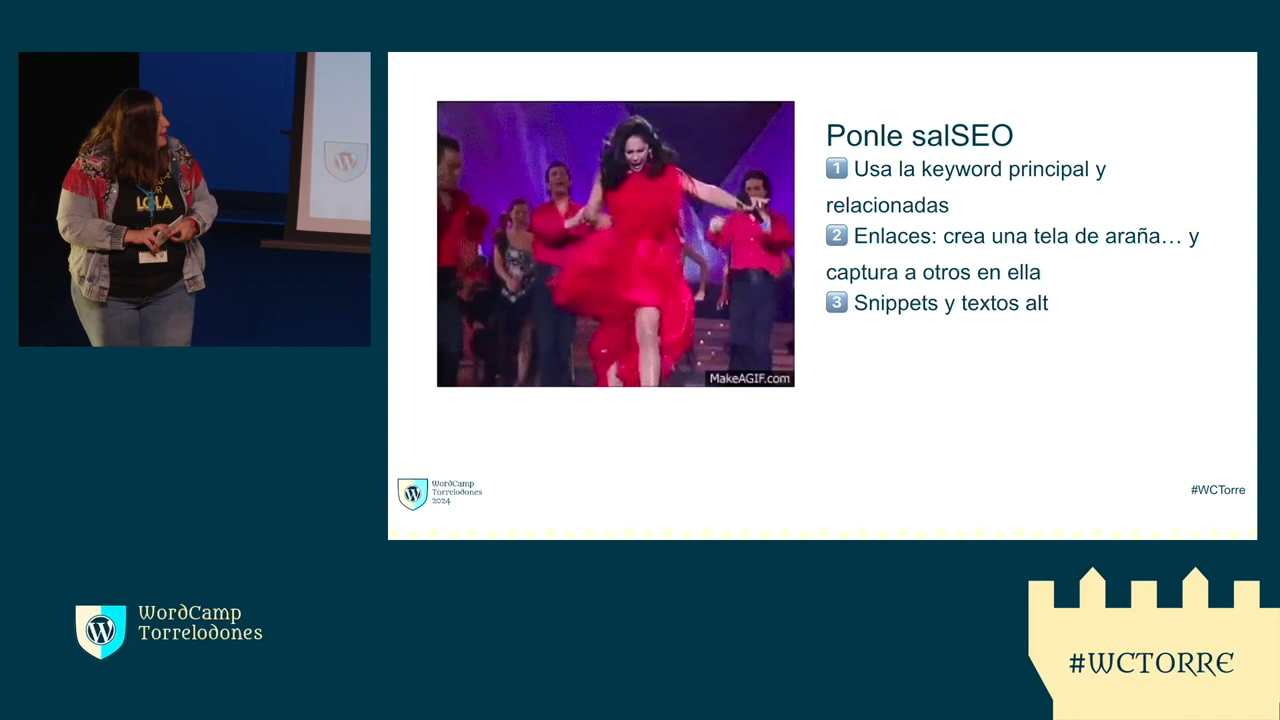 LOLA
MakeAGIF.com
Ponle salSEO
1 Usa la keyword principal y
relacionadas
2 Enlaces: crea una tela de araña… y
captura a otros en ella
3 Snippets y textos alt
WordCamp
Torrelodones
2024
#WCTorre
WordCamp
Torrelodones
#WCTORRE